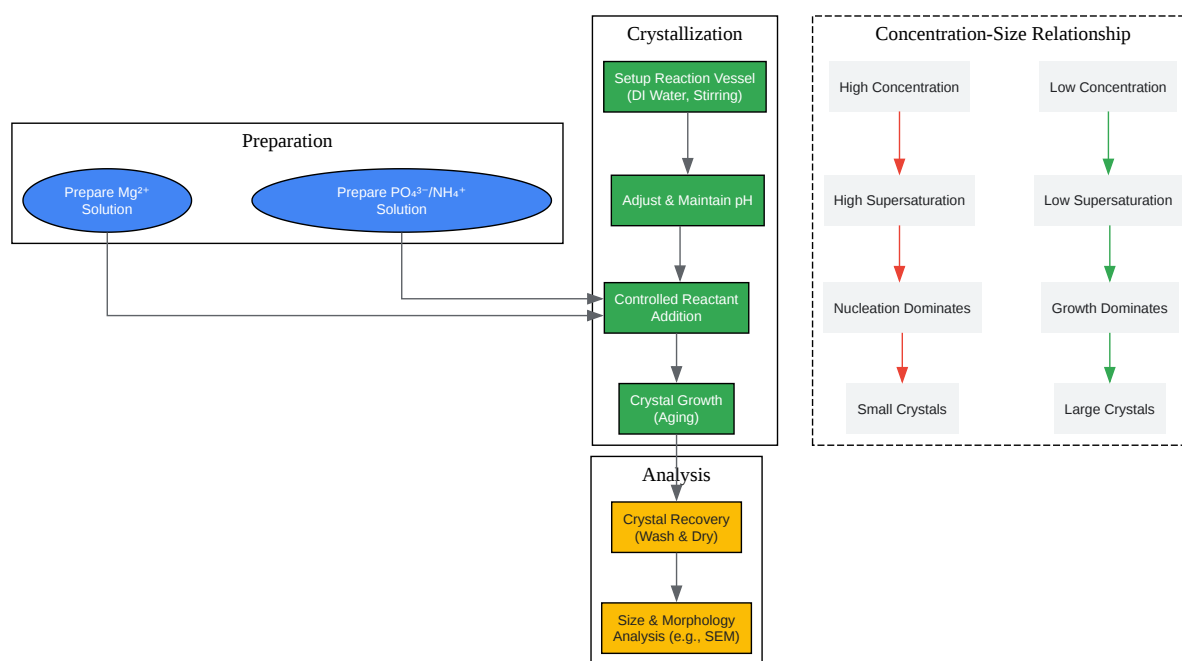 Preparation
Prepare Mg²⁺
Solution
Prepare PO₄³⁻/NH₄⁺
Solution
Crystallization
Setup Reaction Vessel
(DI Water, Stirring)
Adjust & Maintain pH
Controlled Reactant
Addition
Crystal Growth
(Aging)
Analysis
Crystal Recovery
(Wash & Dry)
Size & Morphology
Analysis (e.g., SEM)
Concentration-Size Relationship
High Concentration
High Supersaturation
Nucleation Dominates
Small Crystals
Low Concentration
Low Supersaturation
Growth Dominates
Large Crystals